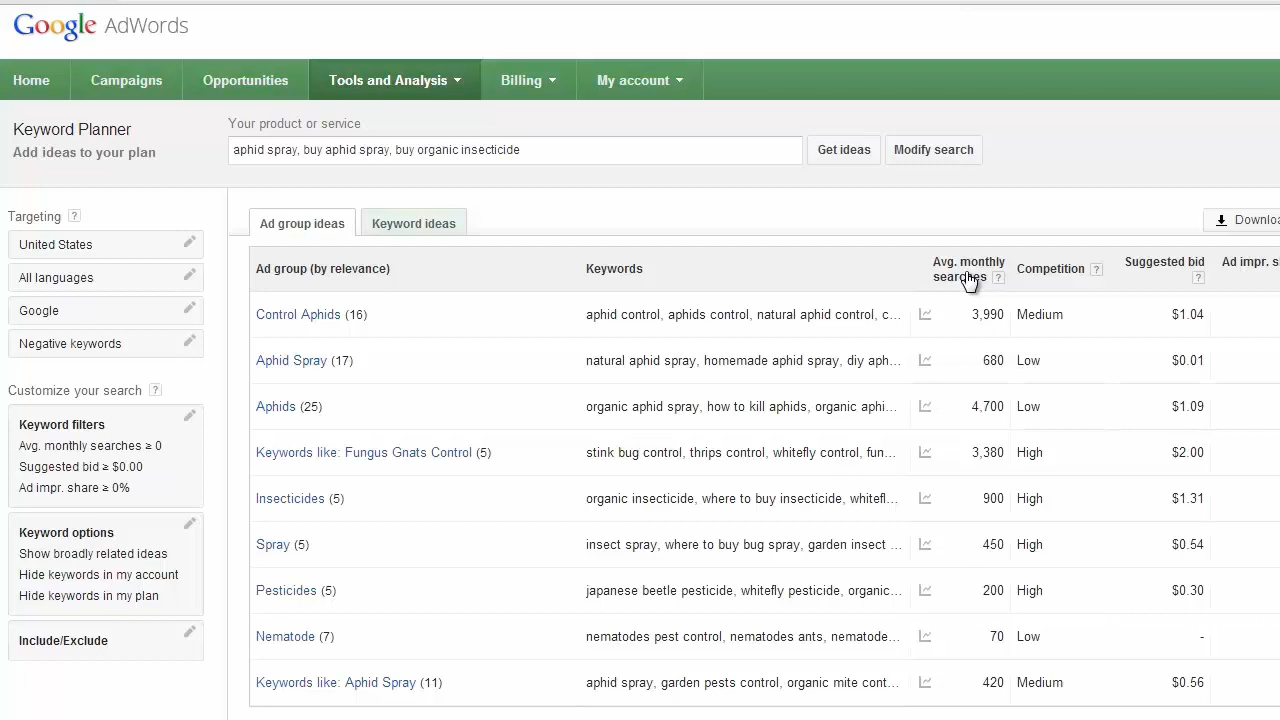 Google AdWords
Home Campaigns Opportunities Tools and Analysis Billing My account
Keyword Planner
Add ideas to your plan
Your product or service
aphid spray, buy aphid spray, buy organic insecticide
Get ideas
Modify search
Targeting ?
United States
All languages
Google
Negative keywords
Customize your search ?
Keyword filters
Avg. monthly searches ≥ 0
Suggested bid ≥ $0.00
Ad impr. share ≥ 0%
Keyword options
Show broadly related ideas
Hide keywords in my account
Hide keywords in my plan
Include/Exclude
Ad group ideas
Keyword ideas
Ad group (by relevance) Keywords Avg. monthly searches ? Competition ? Suggested bid ? Ad impr.
Control Aphids (16) aphid control, aphids control, natural aphid control, c... 3,990 Medium $1.04
Aphid Spray (17) natural aphid spray, homemade aphid spray, diy aph... 680 Low $0.01
Aphids (25) organic aphid spray, how to kill aphids, organic aphi... 4,700 Low $1.09
Keywords like: Fungus Gnats Control (5) stink bug control, thrips control, whitefly control, fun... 3,380 High $2.00
Insecticides (5) organic insecticide, where to buy insecticide, whitefl... 900 High $1.31
Spray (5) insect spray, where to buy bug spray, garden insect ... 450 High $0.54
Pesticides (5) japanese beetle pesticide, whitefly pesticide, organic... 200 High $0.30
Nematode (7) nematodes pest control, nematodes ants, nematode... 70 Low -
Keywords like: Aphid Spray (11) aphid spray, garden pests control, organic mite cont... 420 Medium $0.56